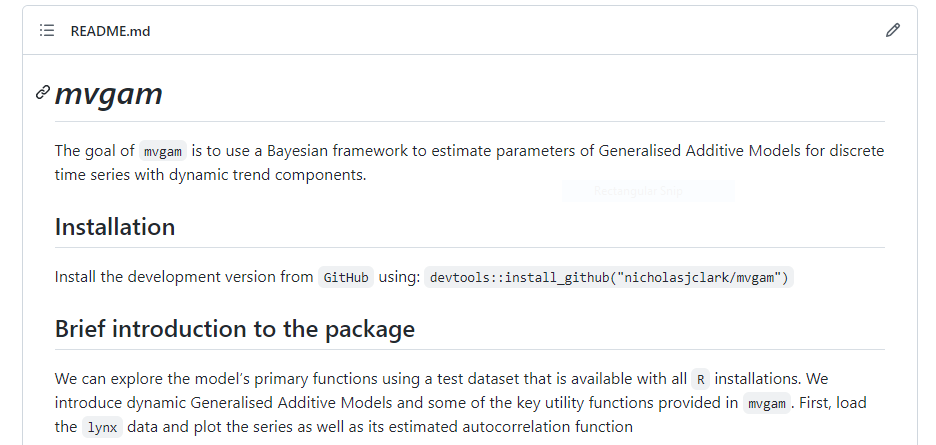 README.md
mvgam
The goal of mvgam is to use a Bayesian framework to estimate parameters of Generalised Additive Models for discrete
time series with dynamic trend components.
Rectangular Snip
Installation
Install the development version from GitHub using: devtools::install_github("nicholasjclark/mvgam")
Brief introduction to the package
We can explore the model’s primary functions using a test dataset that is available with all R installations. We
introduce dynamic Generalised Additive Models and some of the key utility functions provided in mvgam. First, load
the lynx data and plot the series as well as its estimated autocorrelation function